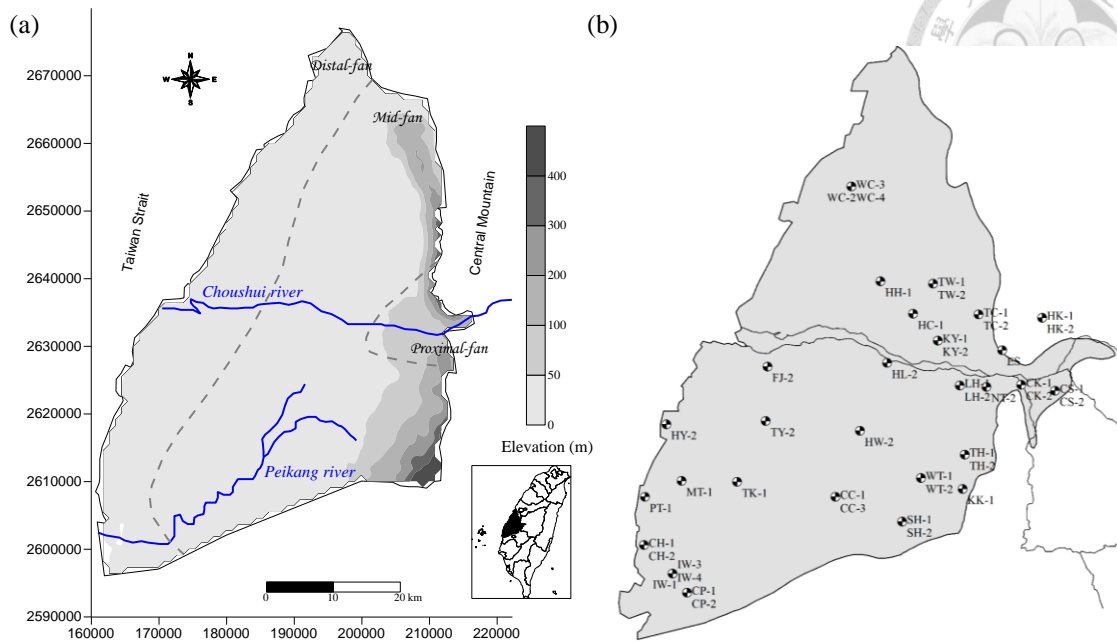 (a)
(b)
學
2670000
2660000
2650000
2640000
2630000
2620000
2610000
2600000
2590000
160000
170000
180000
190000
200000
210000
220000
N
W
E
S
Distal-fan
Mid-fan
Proximal-fan
Taiwan Strait
Central Mountain
Choushui river
Peikang river
400
300
200
100
50
0
Elevation (m)
0
10
20 km
WC-3
WC-2WC-4
HH-1
TW-1
TW-2
HC-1
TC-1
TC-2
HK-1
HK-2
KY-1
KY-2
ES
FJ-2
HL-2
LH-1
LH-2
NT-2
CK-1
CK-2
CS-1
CS-2
HY-2
TY-2
HW-2
TH-1
TH-2
MT-1
TK-1
WT-1
WT-2
KK-1
PT-1
CC-1
CC-3
SH-1
SH-2
CH-1
CH-2
IW-3
IW-4
IW-1
CP-1
CP-2